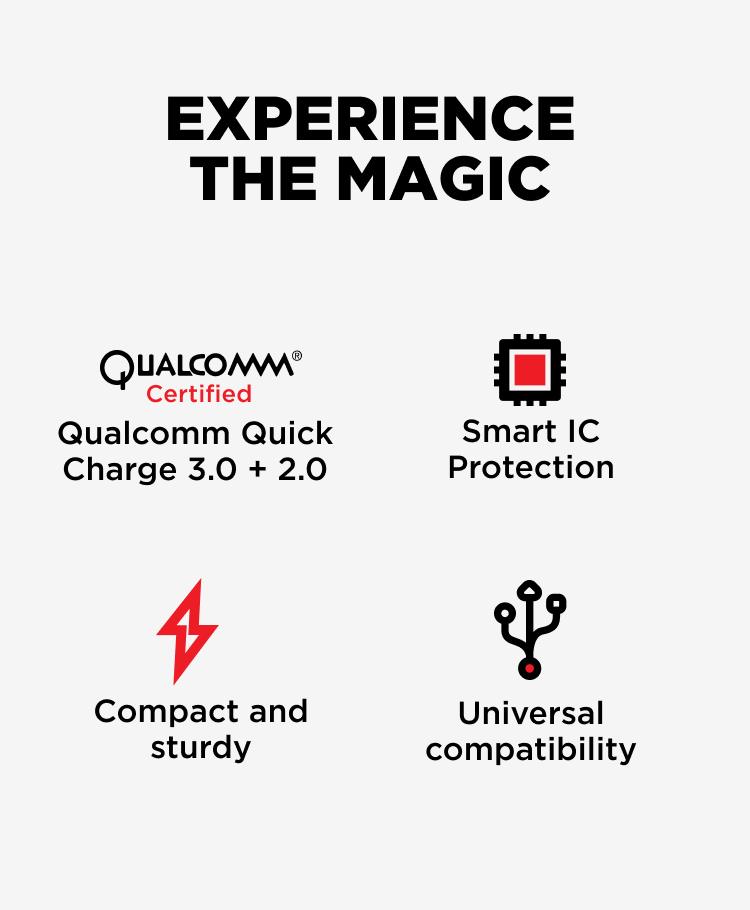 EXPERIENCE
THE MAGIC
QUALCOMM®
Certified
Qualcomm Quick
Charge 3.0 + 2.0
Smart IC
Protection
Compact and
sturdy
Universal
compatibility